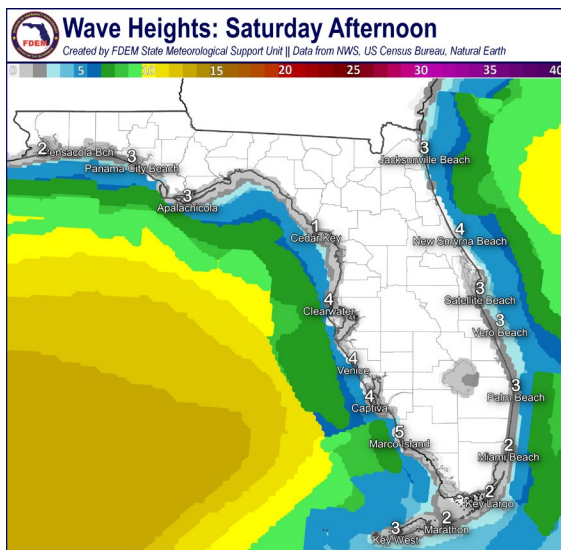 FDEM
Wave Heights: Saturday Afternoon
Created by FDEM State Meteorological Support Unit || Data from NWS, US Census Bureau, Natural Earth
0 5 10 15 20 25 30 35 40
2
Pensacola Bch.
3
Panama City Beach
3
Apalachicola
3
Jacksonville Beach
1
Cedar Key
4
New Smyrna Beach
4
Clearwater
3
Satellite Beach
3
Vero Beach
4
Venice
4
Captiva
3
Palm Beach
5
Marco Island
2
Miami Beach
2
Key Largo
2
Marathon
3
Key West